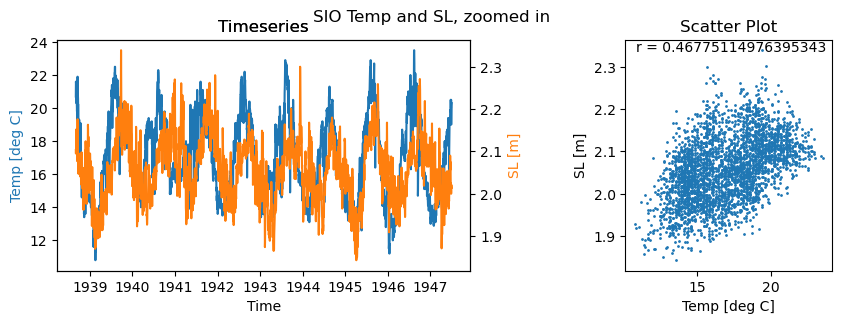 SIO Temp and SL, zoomed in
Timeseries
Temp [deg C]
24
22
20
18
16
14
12
1939 1940 1941 1942 1943 1944 1945 1946 1947
Time
2.3
2.2
2.1
2.0
1.9
SL [m]
Scatter Plot
r = 0.46775114976395343
SL [m]
2.3
2.2
2.1
2.0
1.9
15 20
Temp [deg C]